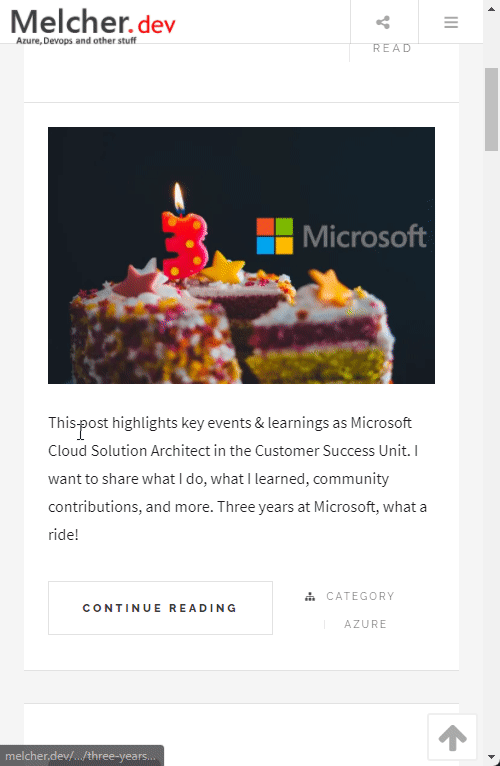 Melcher.dev
Azure, Devops and other stuff
READ
3
Microsoft
This post highlights key events & learnings as Microsoft
Cloud Solution Architect in the Customer Success Unit. I
want to share what I do, what I learned, community
contributions, and more. Three years at Microsoft, what a
ride!
CONTINUE READING
CATEGORY
| AZURE
melcher.dev/.../three-years...